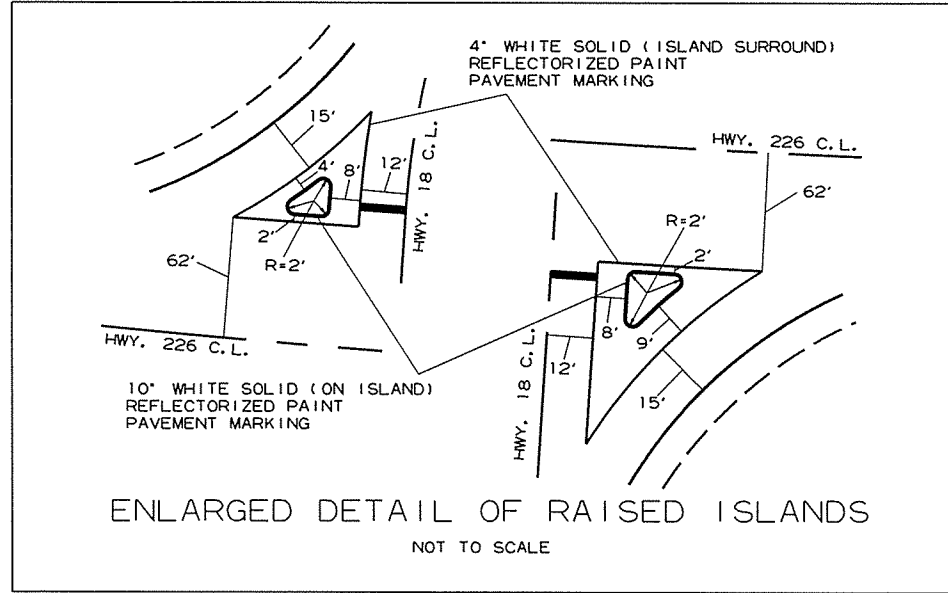 4" WHITE SOLID (ISLAND SURROUND)
REFLECTORIZED PAINT
PAVEMENT MARKING
15'
4'
8'
12'
HWY. 18 C.L.
2'
R=2'
62'
HWY. 226 C.L.
HWY. 226 C.L.
62'
R=2'
2'
8'
9'
12'
15'
HWY. 18 C.L.
10" WHITE SOLID (ON ISLAND)
REFLECTORIZED PAINT
PAVEMENT MARKING
ENLARGED DETAIL OF RAISED ISLANDS
NOT TO SCALE